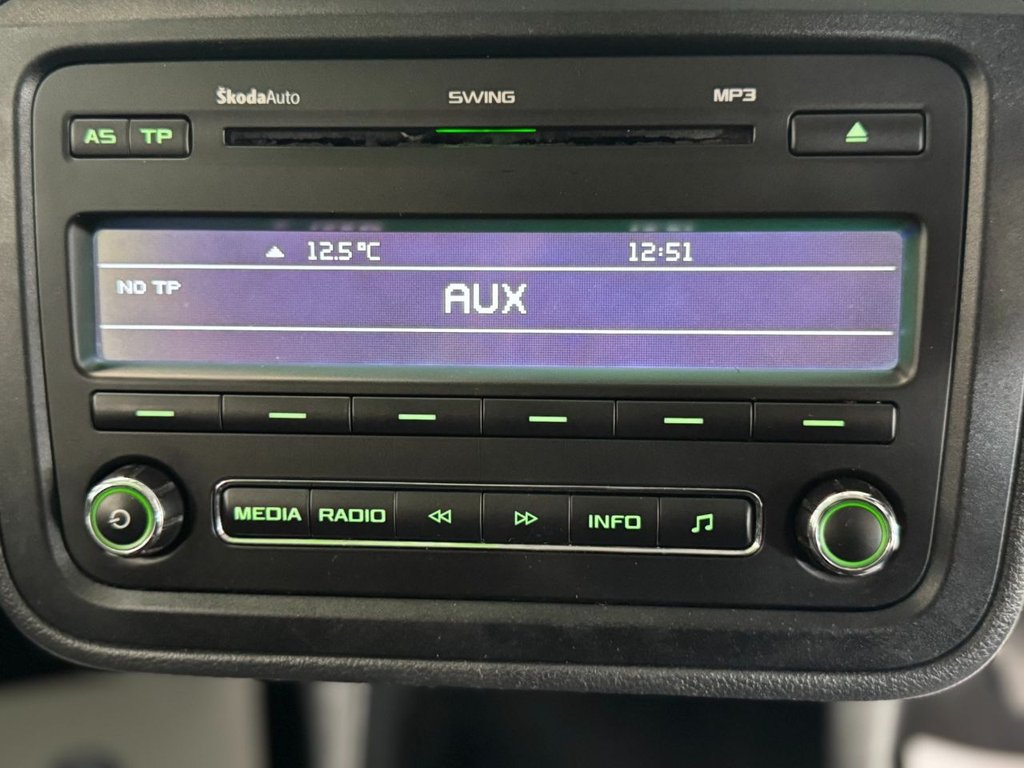 ŠkodaAuto SWING MP3
AS TP
12.5°C 12:51
NO TP
AUX
MEDIA RADIO INFO